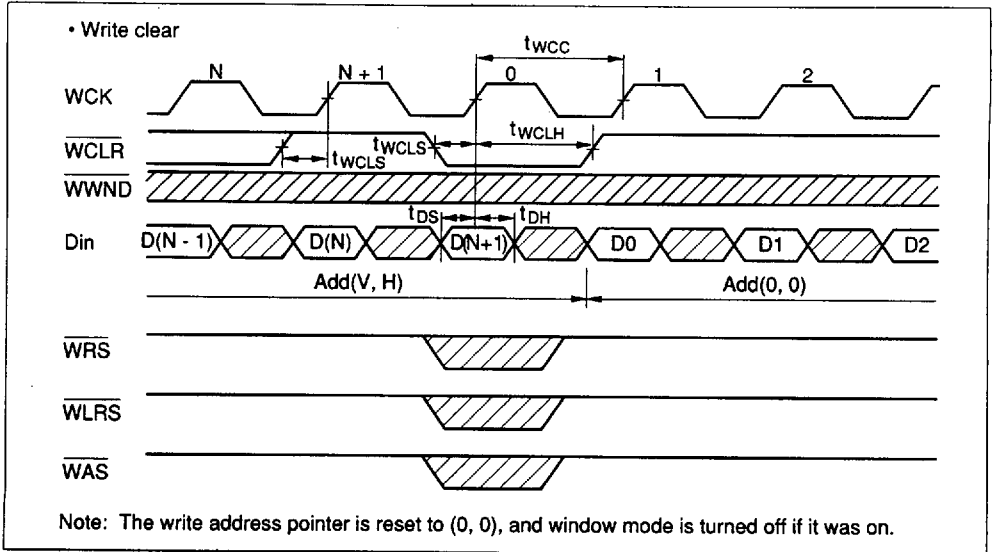 • Write clear
tWCC
N N + 1 0 1 2
WCK
WCLR tWCLS tWCLS tWCLH
WWND
tDS tDH
Din D(N - 1) D(N) D(N+1) D0 D1 D2
Add(V, H) Add(0, 0)
WRS
WLRS
WAS
Note: The write address pointer is reset to (0, 0), and window mode is turned off if it was on.